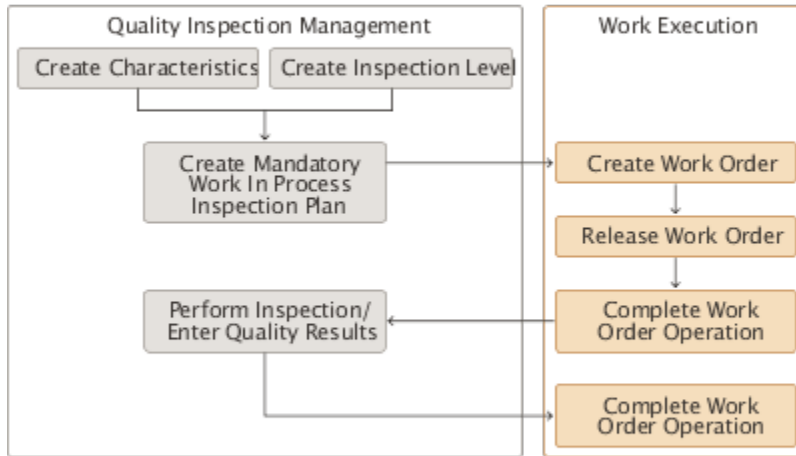 Quality Inspection Management
Work Execution
Create Characteristics
Create Inspection Level
Create Mandatory
Work In Process
Inspection Plan
Create Work Order
Release Work Order
Perform Inspection/
Enter Quality Results
Complete Work
Order Operation
Complete Work
Order Operation